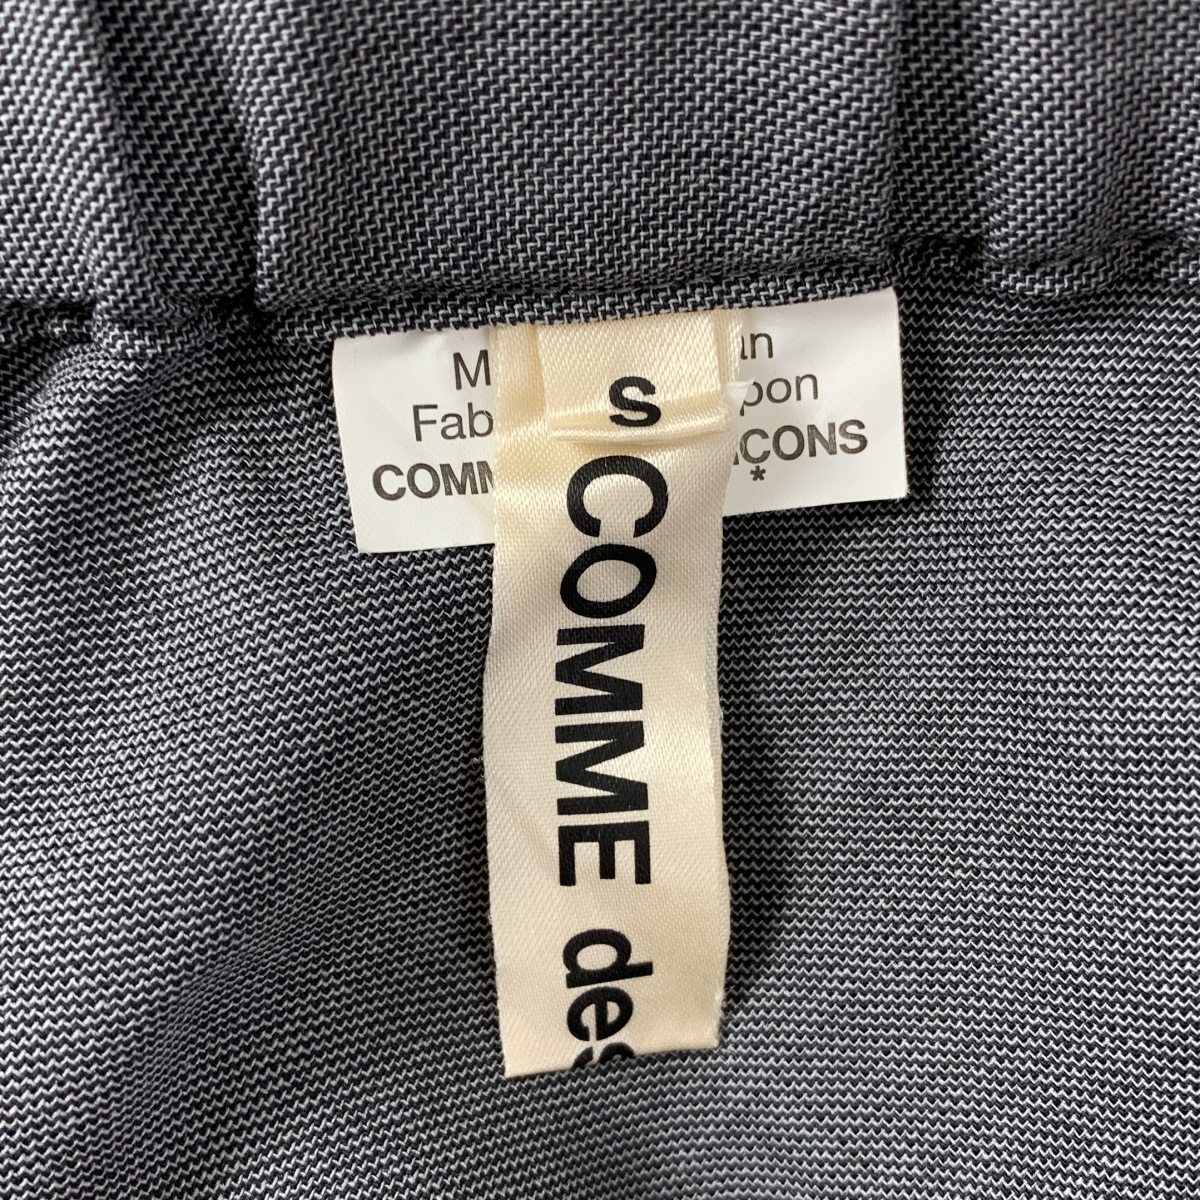 S
COMME des
M an
Fab pon
COMM ÇONS
*